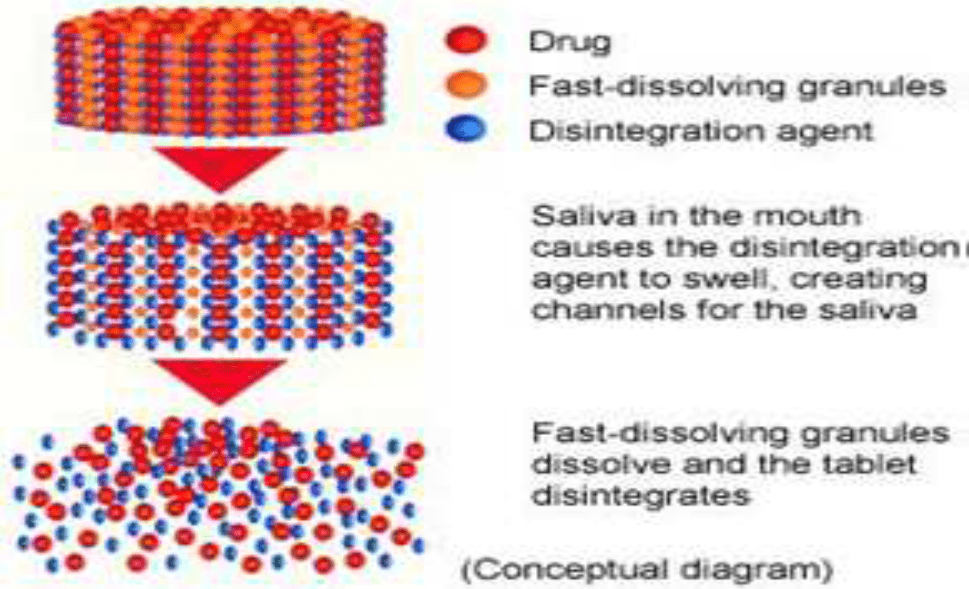 Drug
Fast-dissolving granules
Disintegration agent
Saliva in the mouth
causes the disintegration
agent to swell, creating
channels for the saliva
Fast-dissolving granules
dissolve and the tablet
disintegrates
(Conceptual diagram)